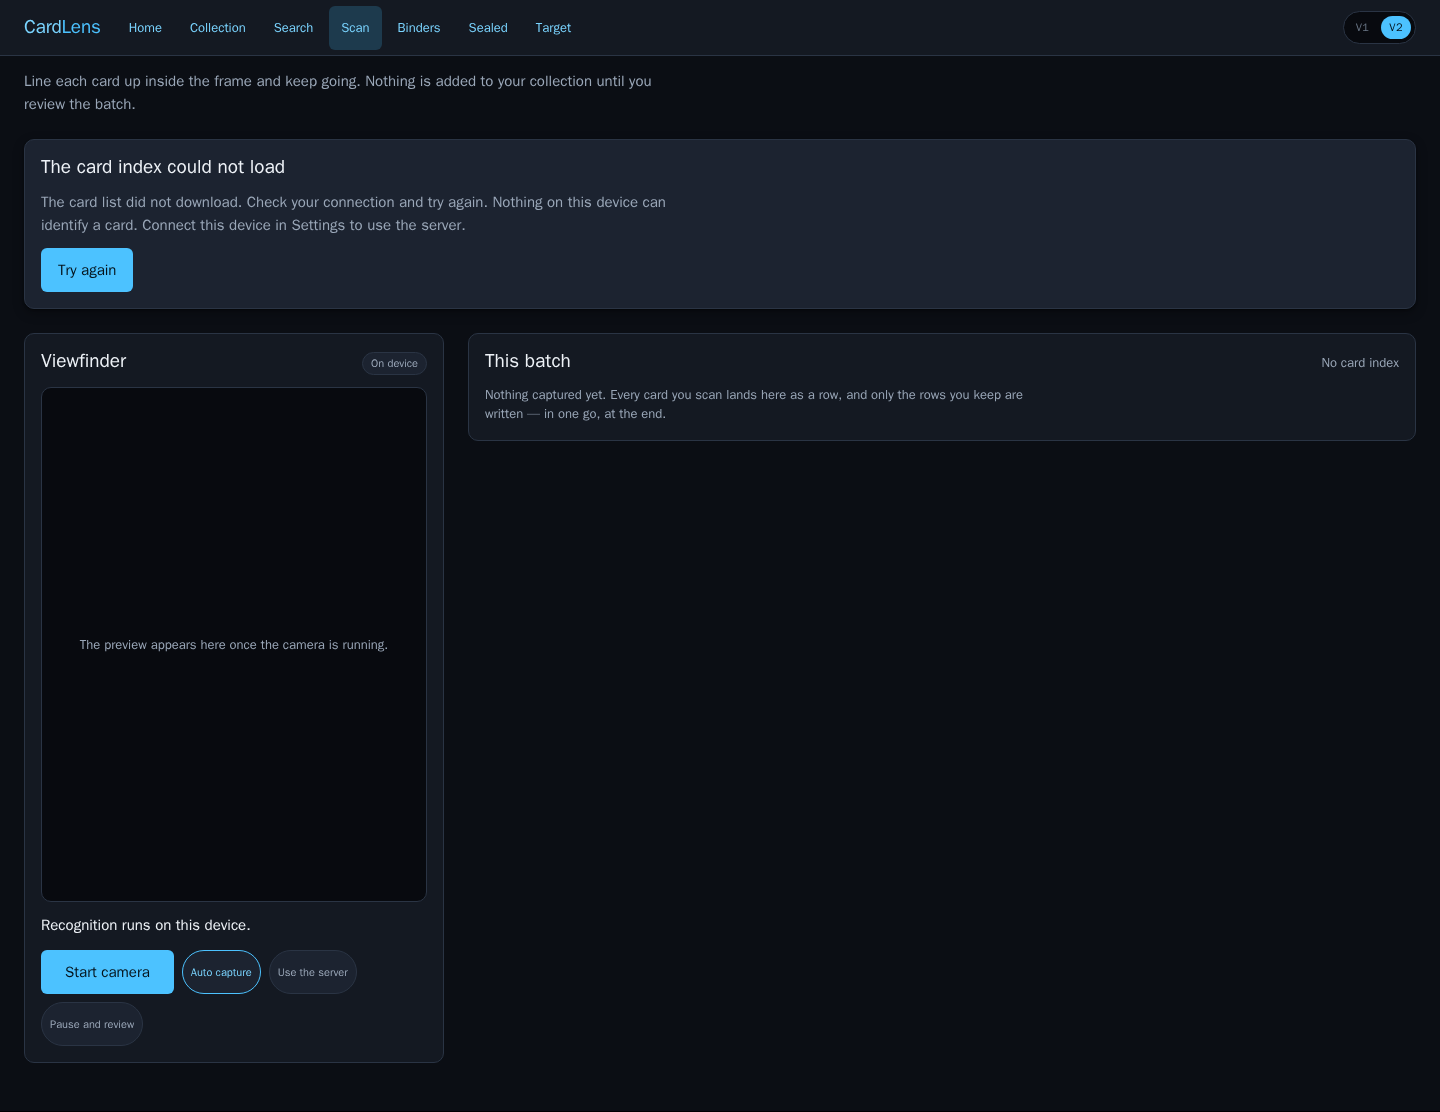 CardLens Home Collection Search Scan Binders Sealed Target V1 V2
Line each card up inside the frame and keep going. Nothing is added to your collection until you
review the batch.
The card index could not load
The card list did not download. Check your connection and try again. Nothing on this device can
identify a card. Connect this device in Settings to use the server.
Try again
Viewfinder On device
The preview appears here once the camera is running.
Recognition runs on this device.
Start camera Auto capture Use the server
Pause and review
This batch No card index
Nothing captured yet. Every card you scan lands here as a row, and only the rows you keep are
written — in one go, at the end.